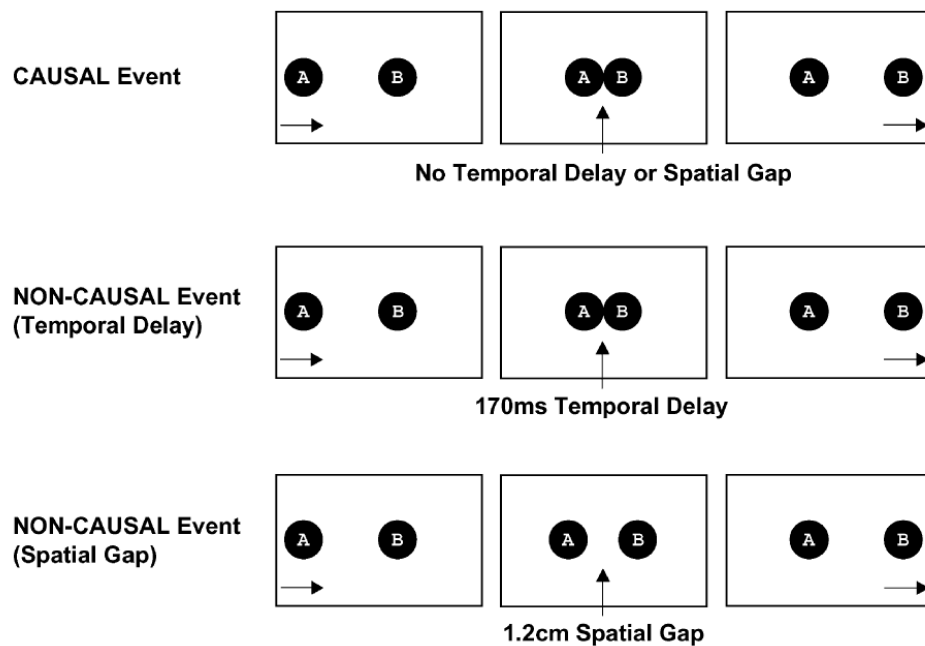 CAUSAL Event
A B
A B
A B
No Temporal Delay or Spatial Gap
NON-CAUSAL Event
(Temporal Delay)
A B
A B
A B
170ms Temporal Delay
NON-CAUSAL Event
(Spatial Gap)
A B
A B
A B
1.2cm Spatial Gap